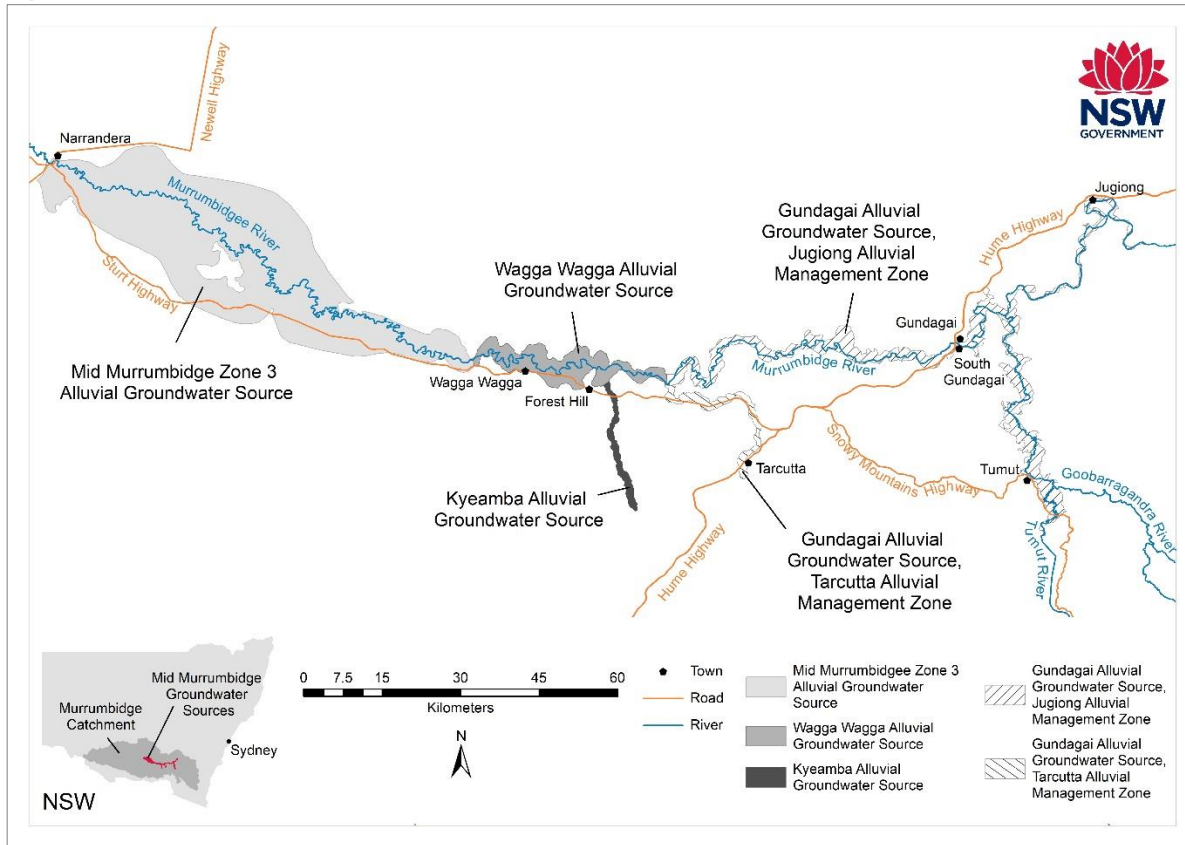 NSW
GOVERNMENT
Newell Highway
Narrandera
Murrumbidgee River
Sturt Highway
Mid Murrumbidge Zone 3
Alluvial Groundwater Source
Wagga Wagga Alluvial
Groundwater Source
Wagga Wagga
Forest Hill
Kyeamba Alluvial
Groundwater Source
Gundagai Alluvial
Groundwater Source,
Jugiong Alluvial
Management Zone
Murrumbidge River
Hume Highway
Jugiong
Gundagai
South
Gundagai
Tarcutta
Snowy Mountains Highway
Tumut
Goobarragandra River
Tumut River
Hume Highway
Gundagai Alluvial
Groundwater Source,
Tarcutta Alluvial
Management Zone
Mid Murrumbidge
Groundwater
Sources
Murrumbidge
Catchment
Sydney
NSW
0 7.5 15 30 45 60
Kilometers
N
Town
Road
River
Mid Murrumbidgee Zone 3
Alluvial Groundwater
Source
Wagga Wagga Alluvial
Groundwater Source
Kyeamba Alluvial
Groundwater Source
Gundagai Alluvial
Groundwater Source,
Jugiong Alluvial
Management Zone
Gundagai Alluvial
Groundwater Source,
Tarcutta Alluvial
Management Zone